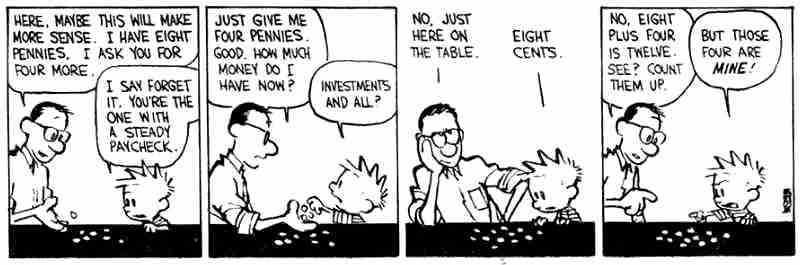 HERE, MAYBE THIS WILL MAKE
MORE SENSE. I HAVE EIGHT
PENNIES. I ASK YOU FOR
FOUR MORE.
I SAY FORGET
IT. YOU'RE THE
ONE WITH
A STEADY
PAYCHECK.
JUST GIVE ME
FOUR PENNIES.
GOOD. HOW MUCH
MONEY DO I
HAVE NOW?
INVESTMENTS
AND ALL?
NO, JUST
HERE ON
THE TABLE.
EIGHT
CENTS.
NO, EIGHT
PLUS FOUR
IS TWELVE.
SEE? COUNT
THEM UP.
BUT THOSE
FOUR ARE
MINE!